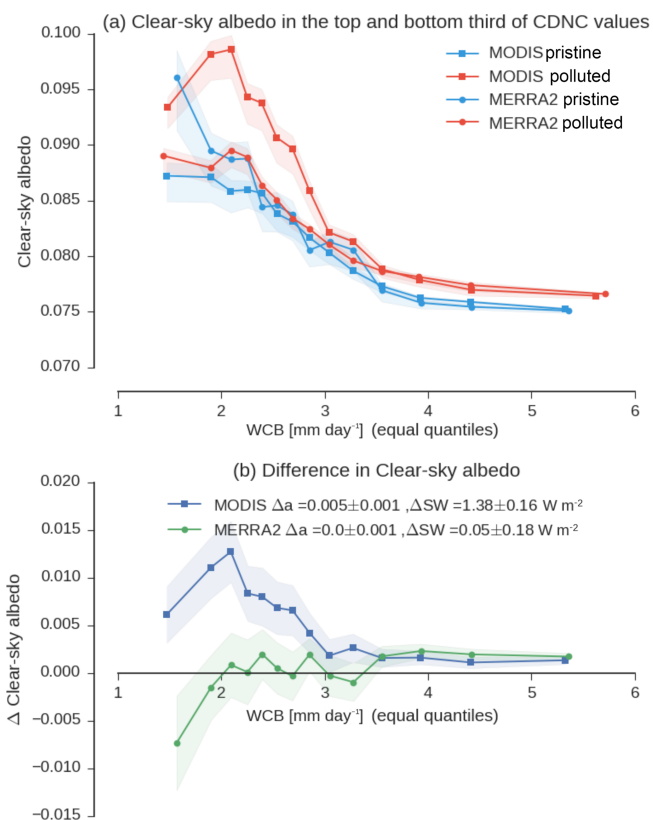 (a) Clear-sky albedo in the top and bottom third of CDNC values
0.100
0.095
0.090
0.085
0.080
0.075
0.070
Clear-sky albedo
MODIS pristine
MODIS polluted
MERRA2 pristine
MERRA2 polluted
1 2 3 4 5 6
WCB [mm day⁻¹] (equal quantiles)
(b) Difference in Clear-sky albedo
0.020
0.015
0.010
0.005
0.000
−0.005
−0.010
−0.015
Δ Clear-sky albedo
MODIS Δa =0.005±0.001 ,ΔSW =1.38±0.16 W m⁻²
MERRA2 Δa =0.0±0.001 ,ΔSW =0.05±0.18 W m⁻²
1 2 3 4 5 6
WCB [mm day⁻¹] (equal quantiles)